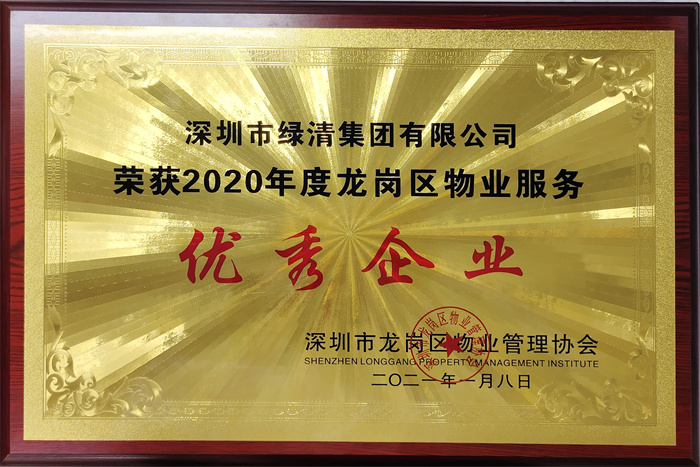 深圳市绿清集团有限公司
荣获2020年度龙岗区物业服务
优秀企业
深圳市龙岗区物业管理协会
SHENZHEN LONGGANG PROPERTY MANAGEMENT INSTITUTE
二〇二一年一月八日